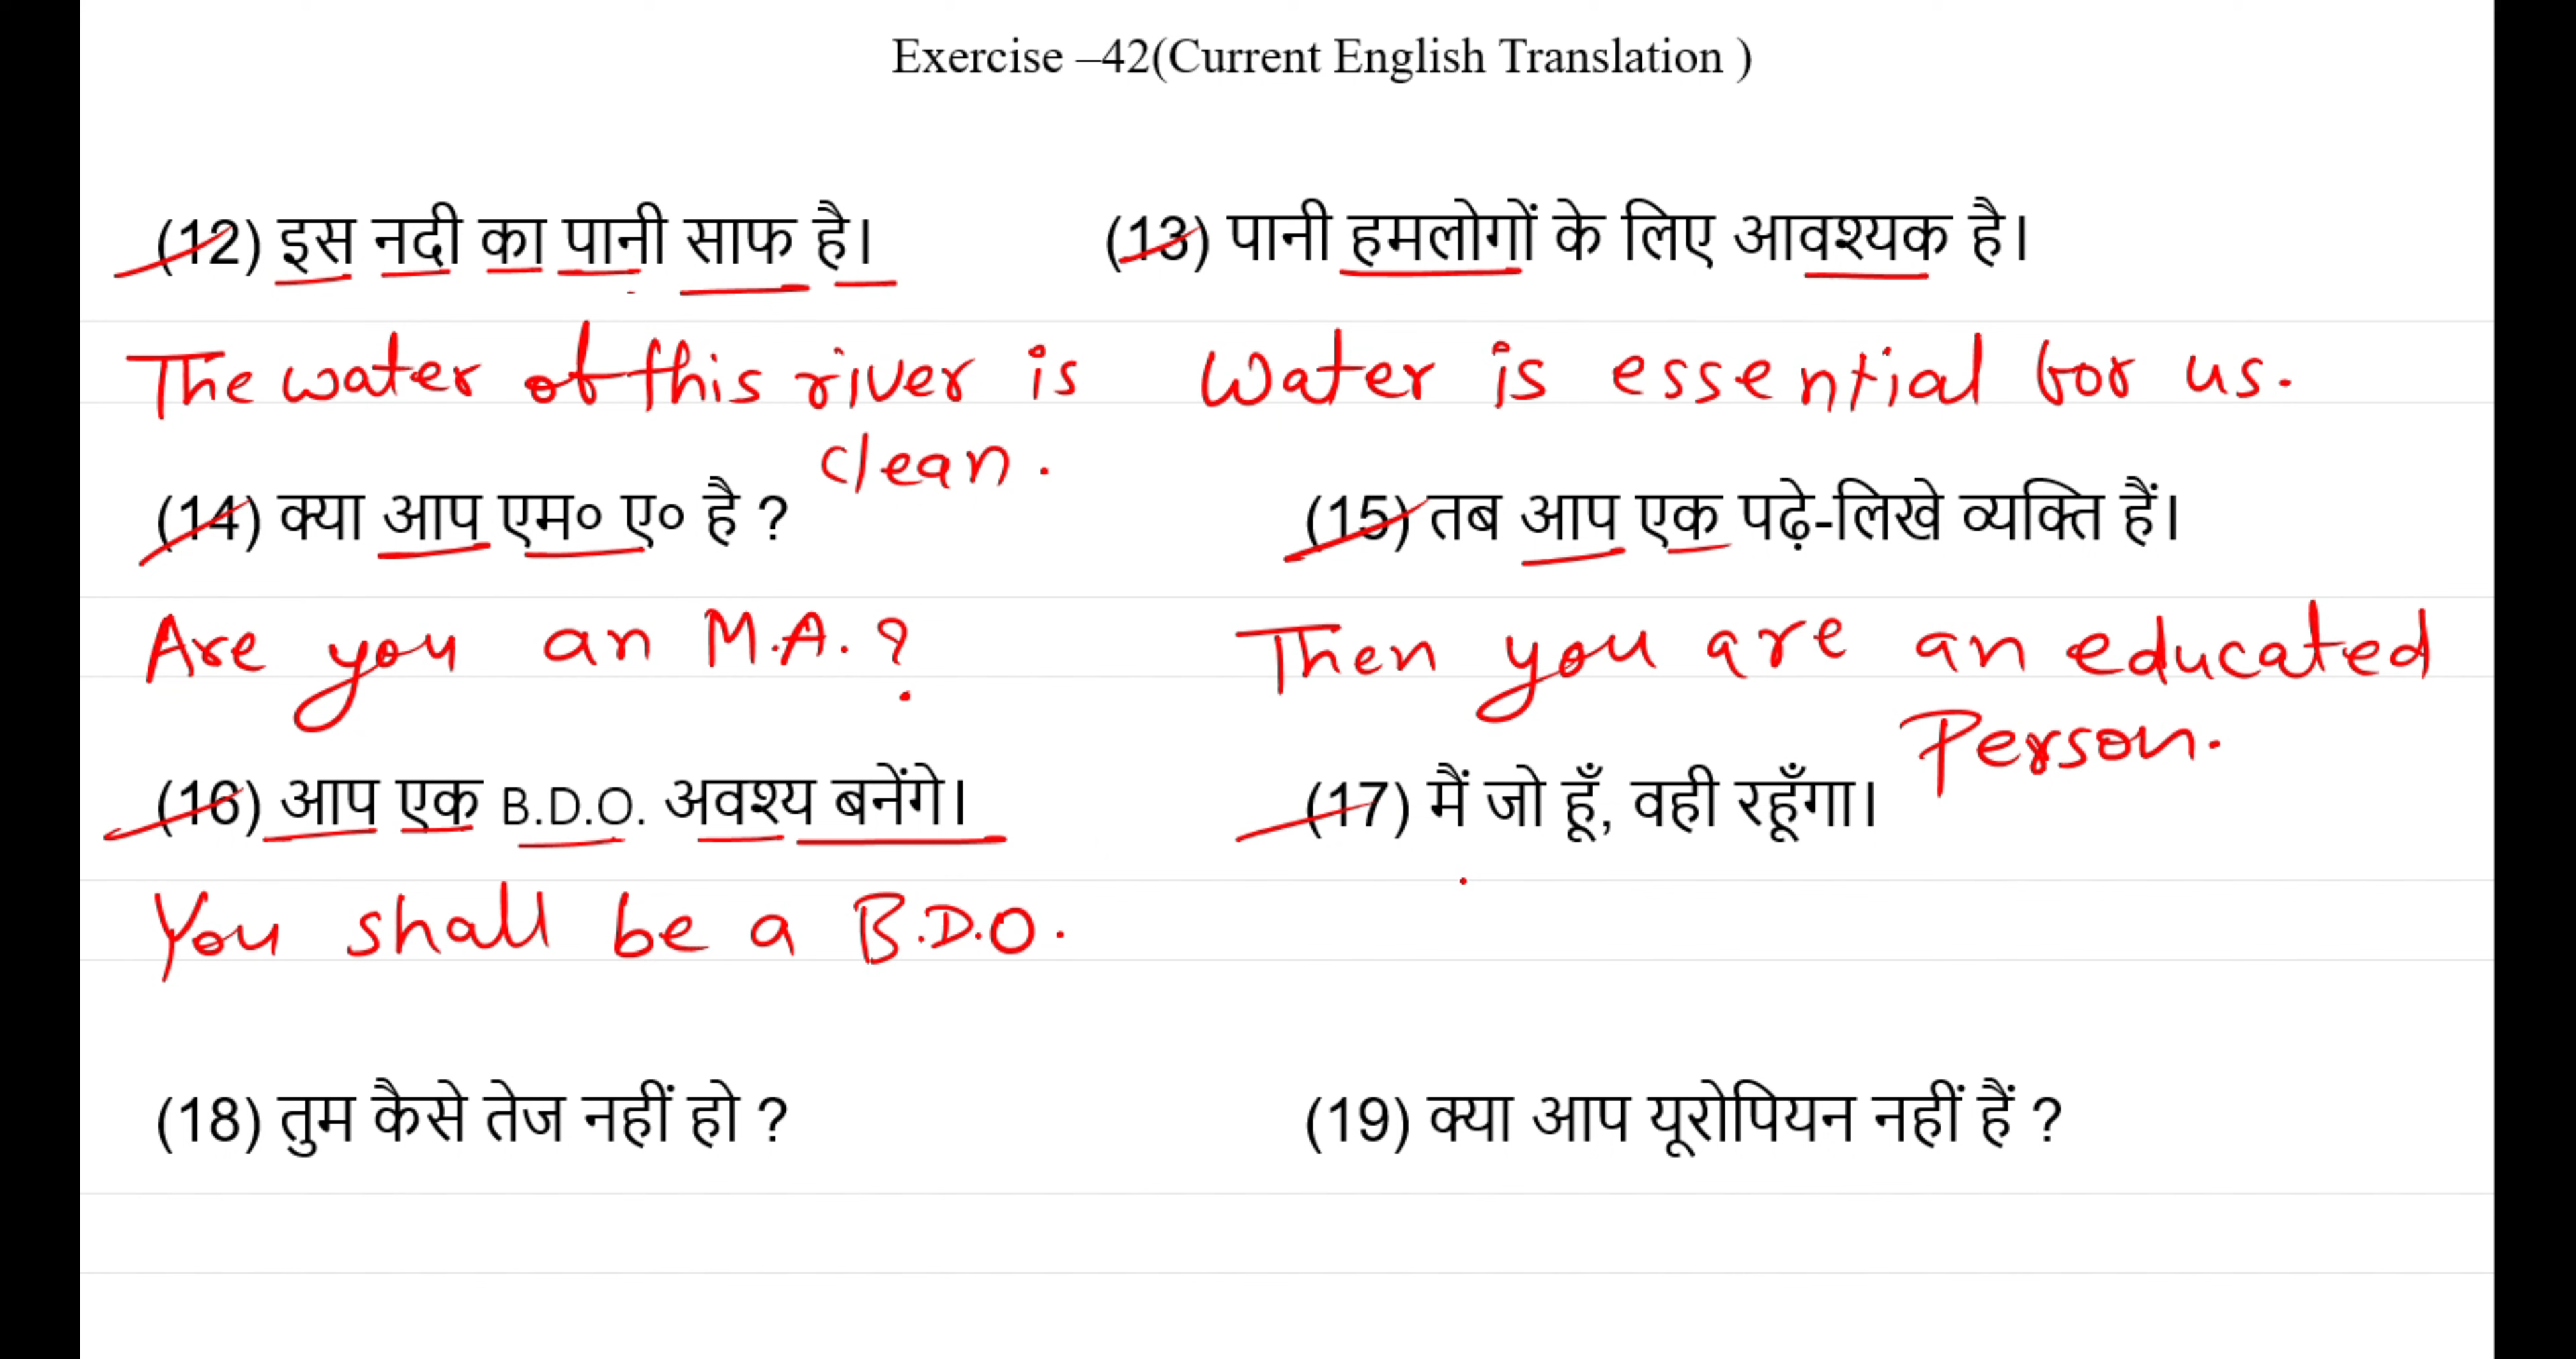 Exercise –42(Current English Translation )
(12) इस नदी का पानी साफ है। (13) पानी हमलोगों के लिए आवश्यक है।
The water of this river is Water is essential for us.
clean.
(14) क्या आप एम० ए० है ? (15) तब आप एक पढ़े-लिखे व्यक्ति हैं।
Are you an M.A.? Then you are an educated
Person.
(16) आप एक B.D.O. अवश्य बनेंगे। (17) मैं जो हूँ, वही रहूँगा।
You shall be a B.D.O.
(18) तुम कैसे तेज नहीं हो ? (19) क्या आप यूरोपियन नहीं हैं ?